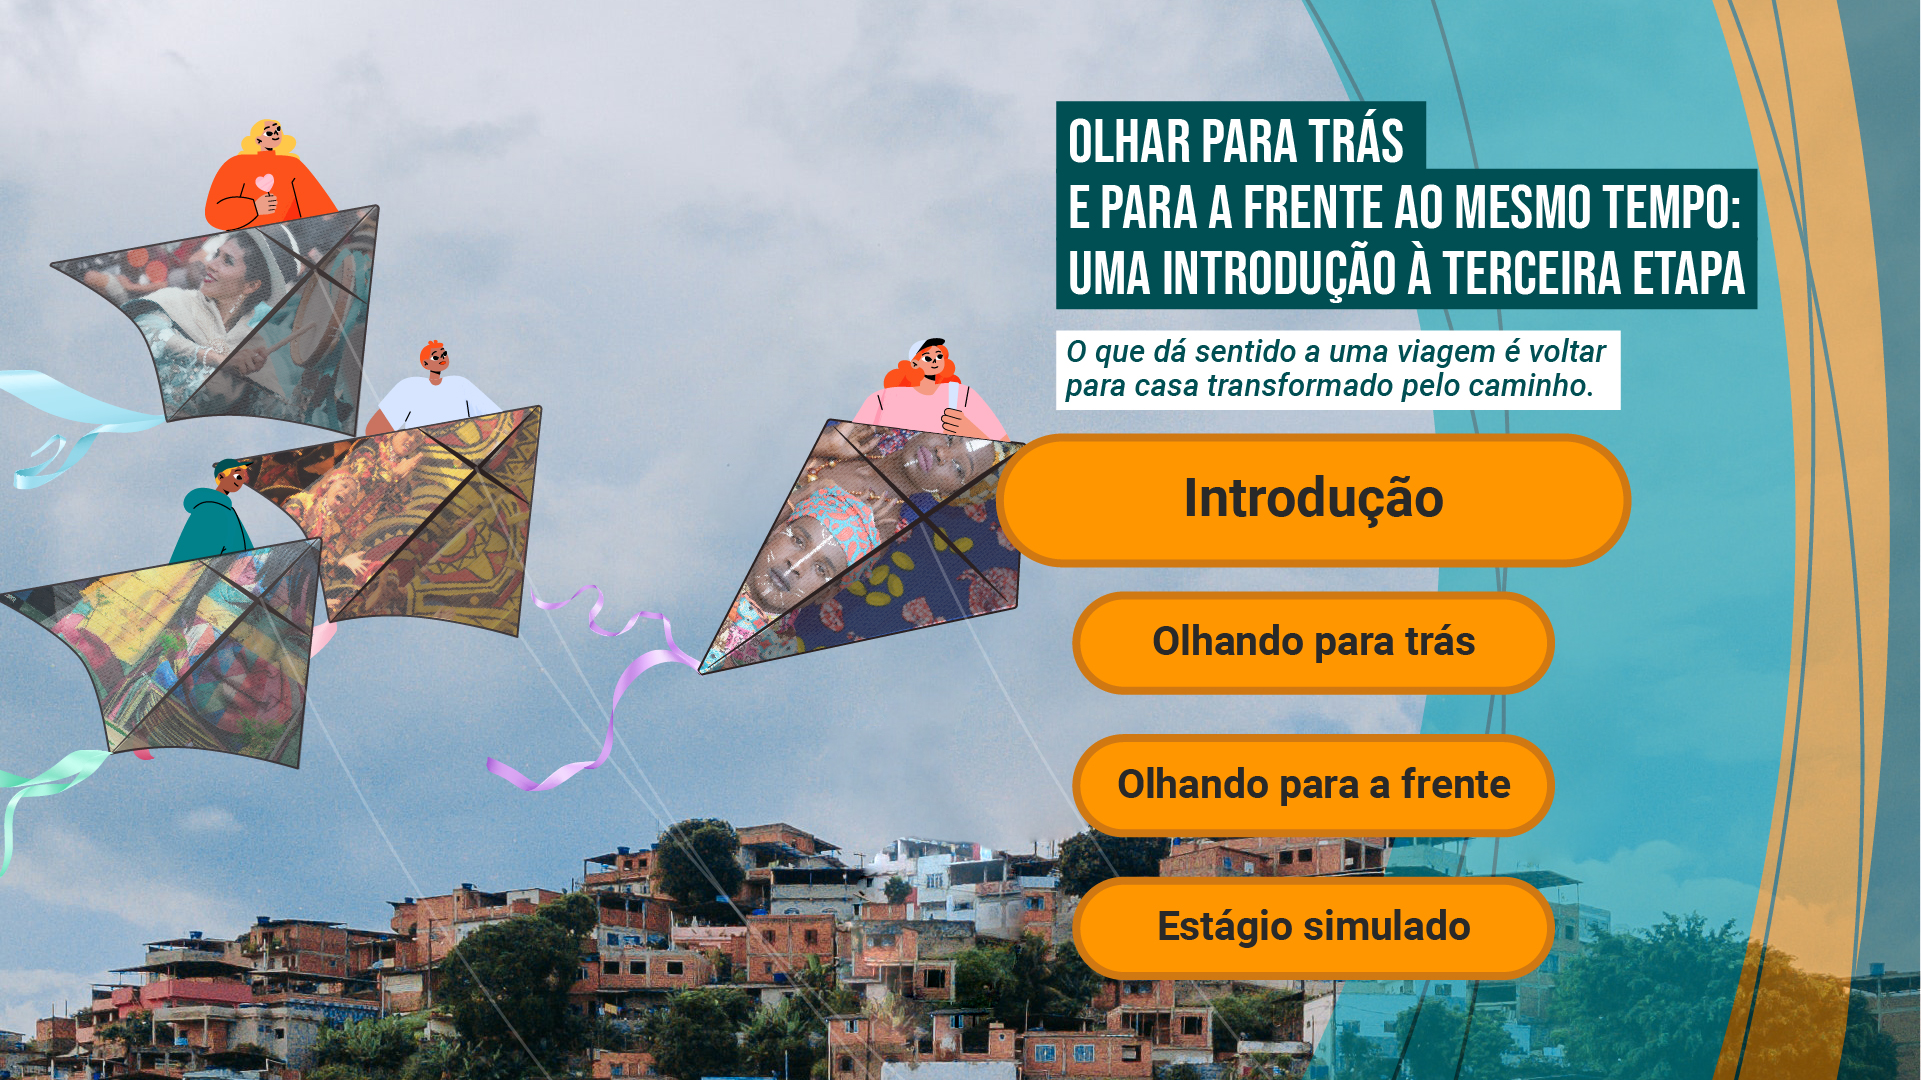 OLHAR PARA TRÁS
E PARA A FRENTE AO MESMO TEMPO:
UMA INTRODUÇÃO À TERCEIRA ETAPA
O que dá sentido a uma viagem é voltar
para casa transformado pelo caminho.
Introdução
Olhando para trás
Olhando para a frente
Estágio simulado